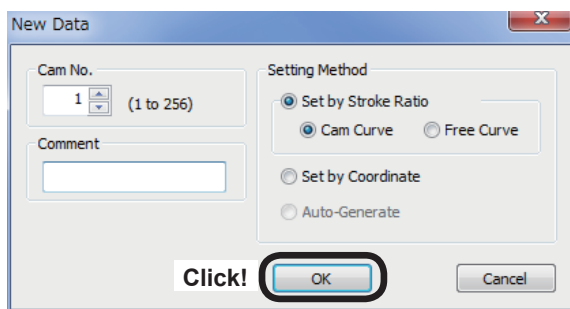 New Data
Cam No.
1 (1 to 256)
Comment
Setting Method
Set by Stroke Ratio
Cam Curve Free Curve
Set by Coordinate
Auto-Generate
Click! OK Cancel